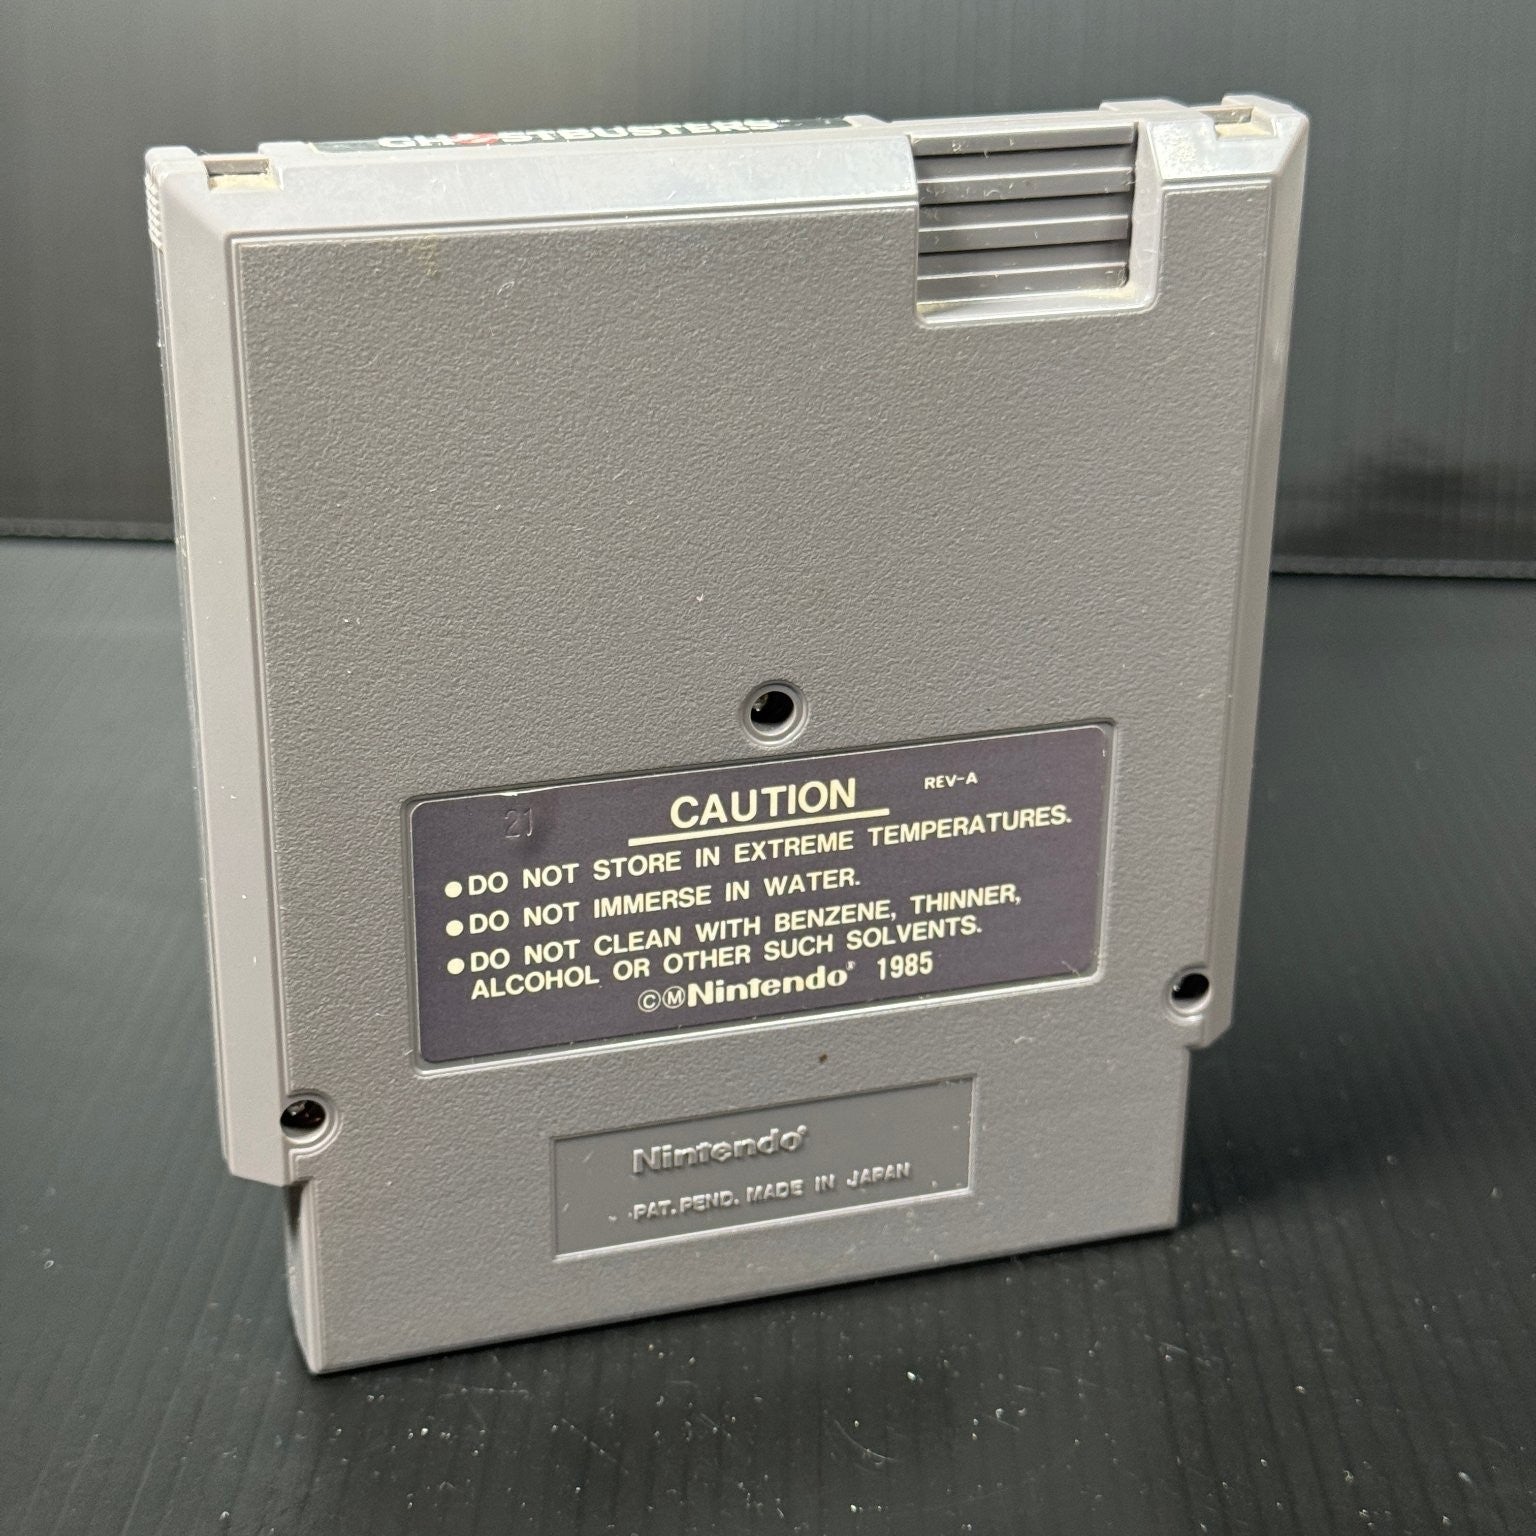 GHOSTBUSTERS™
CAUTION REV-A
21
●DO NOT STORE IN EXTREME TEMPERATURES.
●DO NOT IMMERSE IN WATER.
●DO NOT CLEAN WITH BENZENE, THINNER,
ALCOHOL OR OTHER SUCH SOLVENTS.
©ⓂNintendo® 1985
Nintendo®
PAT.PEND. MADE IN JAPAN